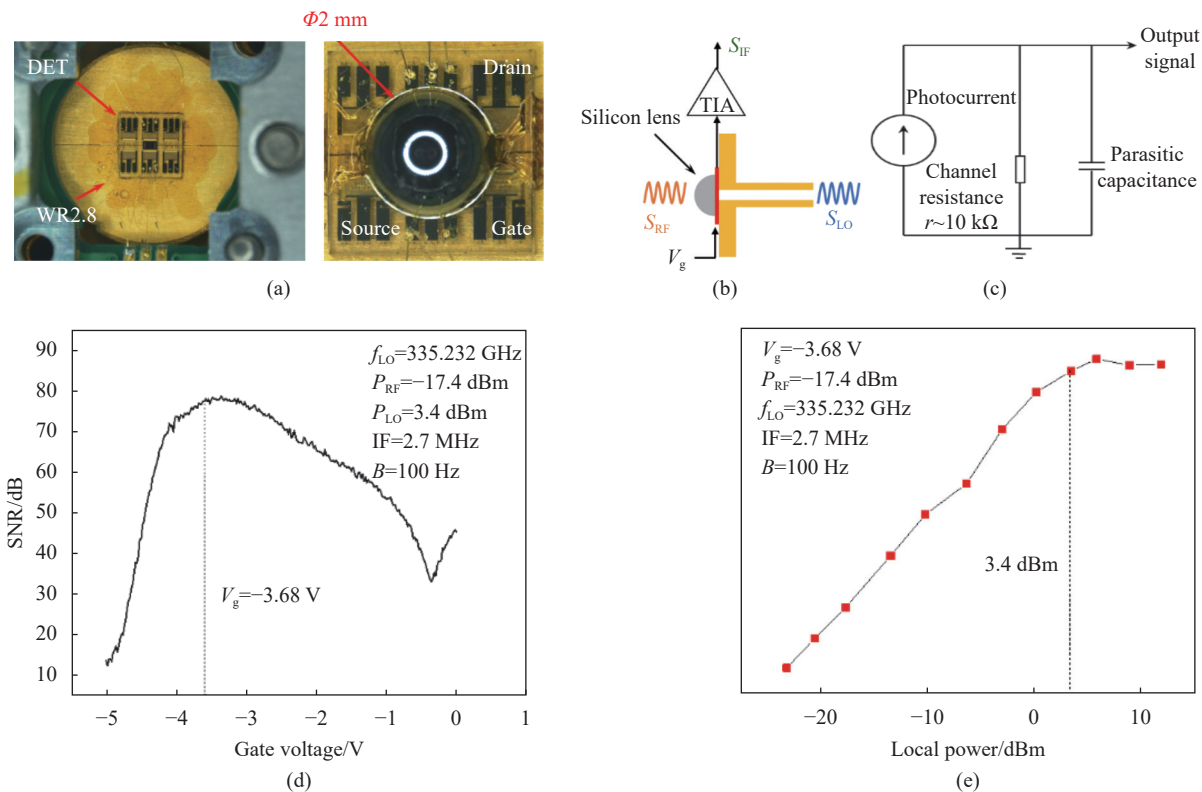 Φ2 mm
DET
WR2.8
Drain
Source
Gate
(a)
S_IF
TIA
Silicon lens
S_RF
S_LO
V_g
(b)
Output
signal
Photocurrent
Channel
resistance
r~10 kΩ
Parasitic
capacitance
(c)
90
80
70
60
50
40
30
20
10
SNR/dB
f_LO=335.232 GHz
P_RF=−17.4 dBm
P_LO=3.4 dBm
IF=2.7 MHz
B=100 Hz
V_g=−3.68 V
−5 −4 −3 −2 −1 0 1
Gate voltage/V
(d)
V_g=−3.68 V
P_RF=−17.4 dBm
f_LO=335.232 GHz
IF=2.7 MHz
B=100 Hz
3.4 dBm
−20 −10 0 10
Local power/dBm
(e)